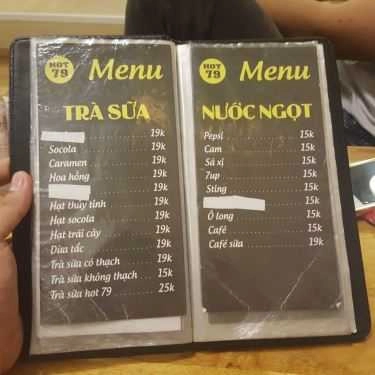 HOT 79 Menu
TRÀ SỮA
19k
Socola 19k
Caramen 19k
Hoa hồng 19k
19k
Hạt thủy tinh 19k
Hạt socola 19k
Hạt trái cây 19k
Dừa tắc 19k
Trà sữa có thạch 19k
Trà sữa không thạch 15k
Trà sữa hot 79 25k
HOT 79 Menu
NƯỚC NGỌT
Pepsi 15k
Cam 15k
Sá xị 15k
7up 15k
Sting 15k
15k
Ô long 15k
Café 15k
Café sữa 19k